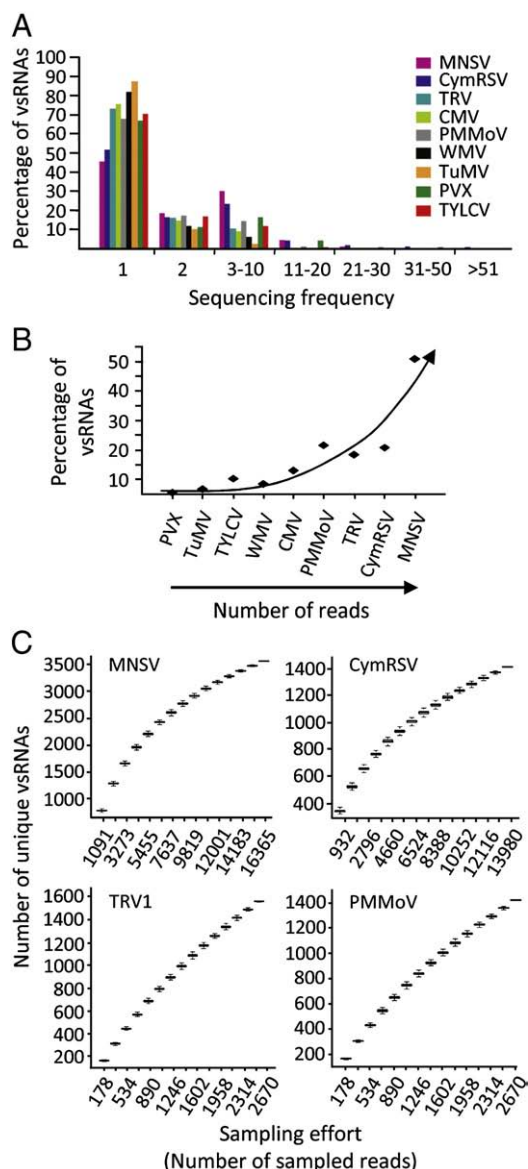 A
Percentage of vsRNAs
100
90
80
70
60
50
40
30
20
10
1 2 3-10 11-20 21-30 31-50 >51
Sequencing frequency
MNSV
CymRSV
TRV
CMV
PMMoV
WMV
TuMV
PVX
TYLCV
B
Percentage of
vsRNAs
50
40
30
20
10
PVX TuMV TYLCV WMV CMV PMMoV TRV CymRSV MNSV
Number of reads
C
Number of unique vsRNAs
MNSV
3500
3000
2500
2000
1500
1000
1091 3273 5455 7637 9819 12001 14183 16365
CymRSV
1400
1200
1000
800
600
400
932 2796 4660 6524 8388 10252 12116 13980
TRV1
1600
1400
1200
1000
800
600
400
200
178 534 890 1246 1602 1958 2314 2670
PMMoV
1400
1200
1000
800
600
400
200
178 534 890 1246 1602 1958 2314 2670
Sampling effort
(Number of sampled reads)